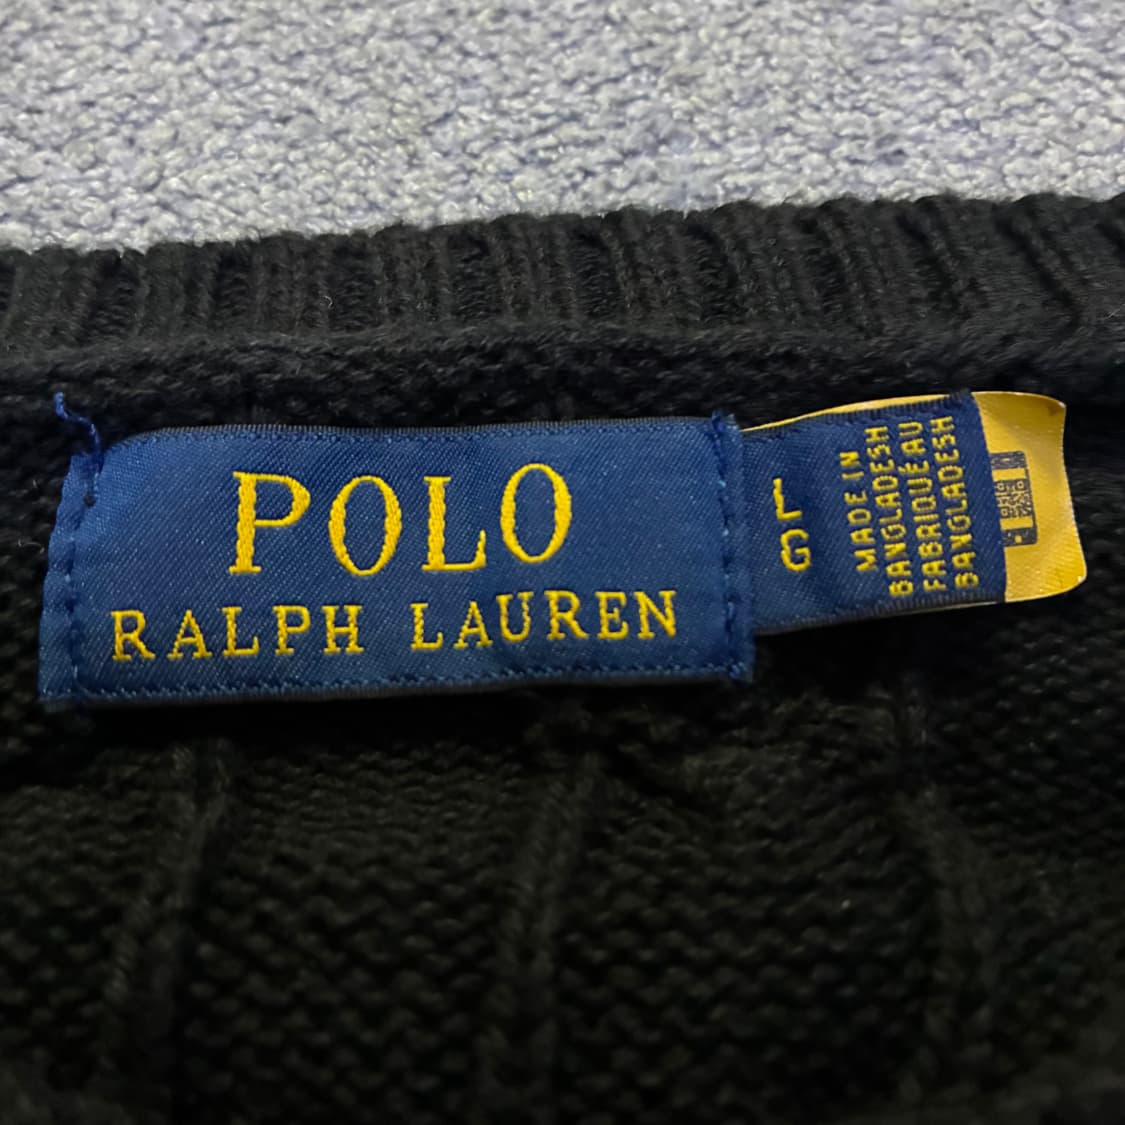 POLO
RALPH LAUREN
L
G
MADE IN
BANGLADESH
FABRIQUÉ AU
BANGLADESH